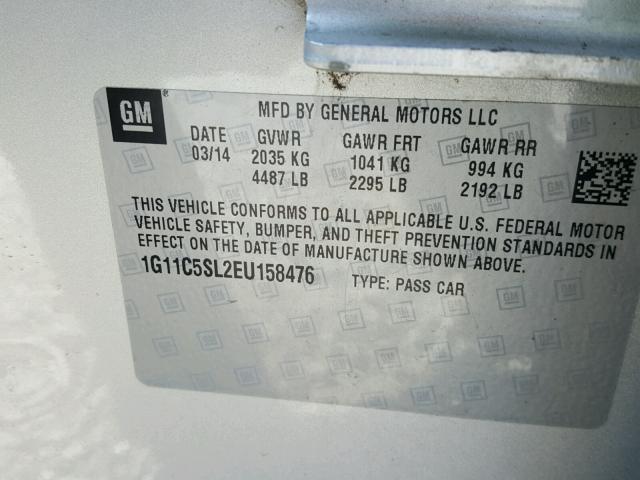 GM
MFD BY GENERAL MOTORS LLC
DATE GVWR GAWR FRT GAWR RR
03/14 2035 KG 1041 KG 994 KG
4487 LB 2295 LB 2192 LB
THIS VEHICLE CONFORMS TO ALL APPLICABLE U.S. FEDERAL MOTOR
VEHICLE SAFETY, BUMPER, AND THEFT PREVENTION STANDARDS IN
EFFECT ON THE DATE OF MANUFACTURE SHOWN ABOVE.
1G11C5SL2EU158476 TYPE: PASS CAR